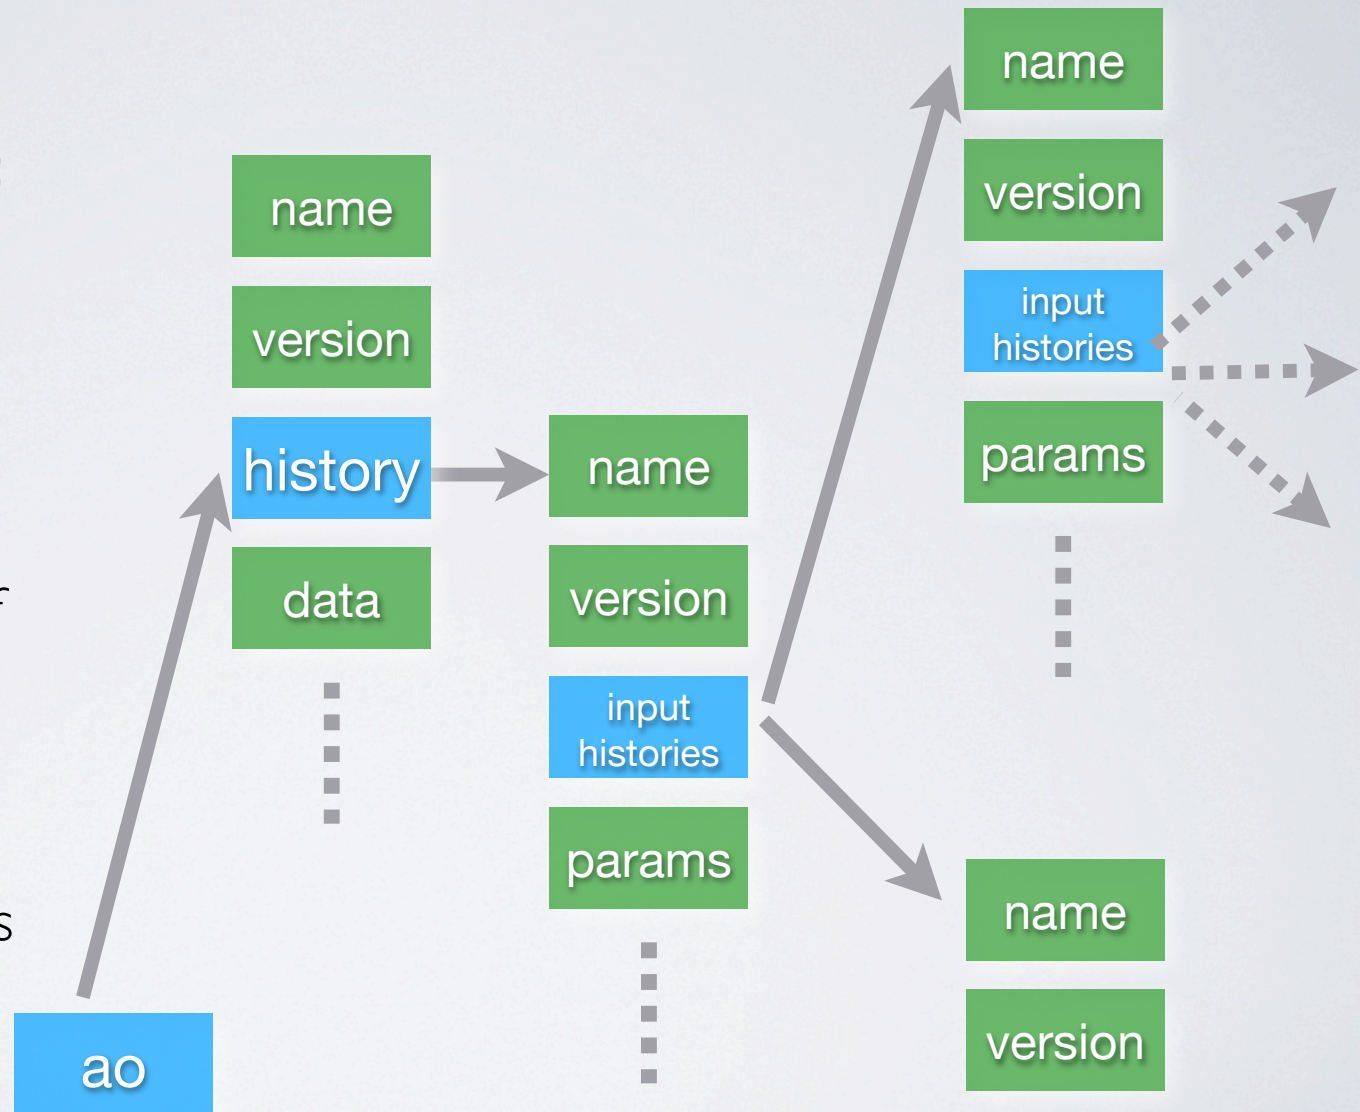 name
version
history
data
ao
name
version
input
histories
params
name
version
input
histories
params
name
version